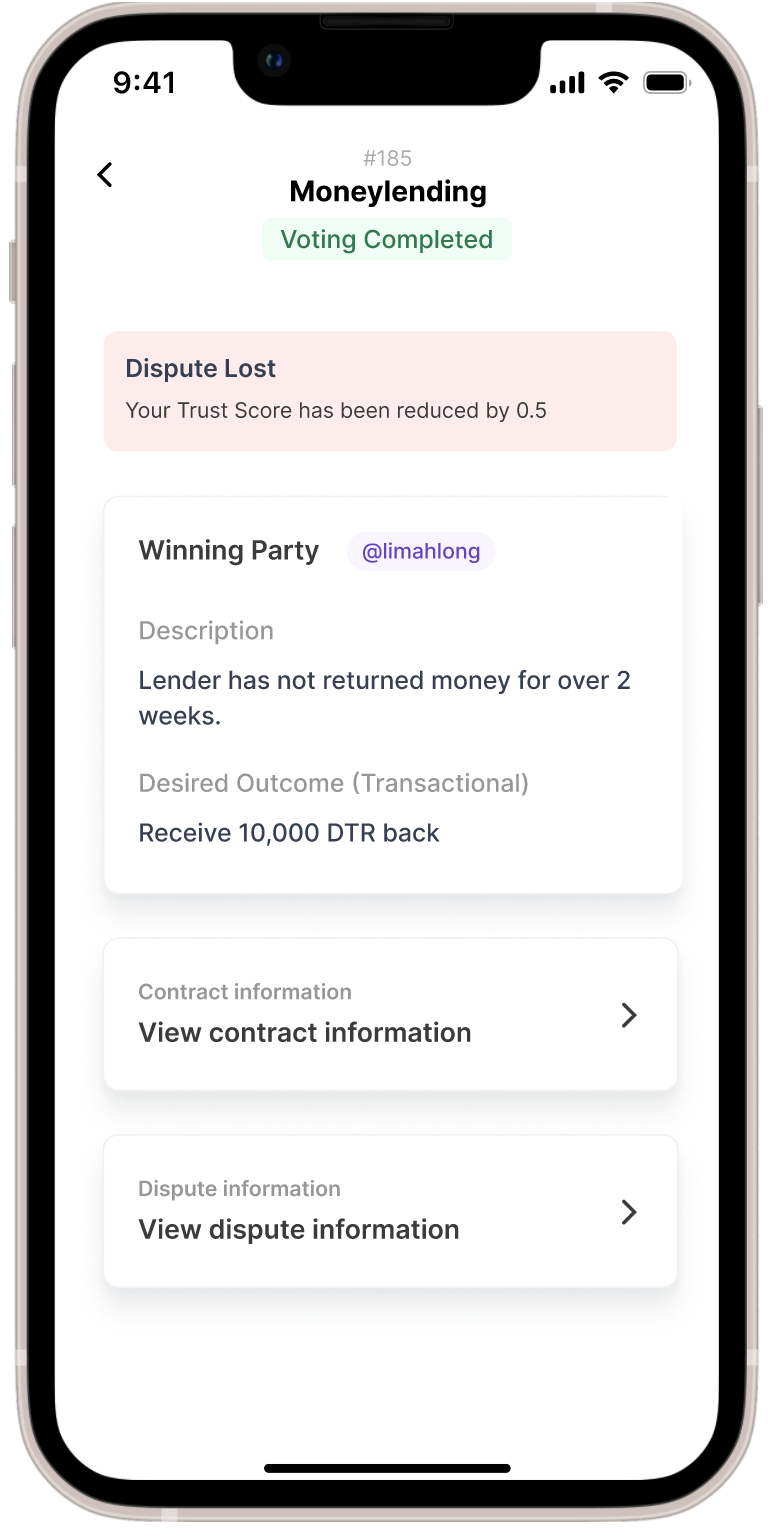 9:41
#185
Moneylending
Voting Completed
Dispute Lost
Your Trust Score has been reduced by 0.5
Winning Party @limahlong
Description
Lender has not returned money for over 2
weeks.
Desired Outcome (Transactional)
Receive 10,000 DTR back
Contract information
View contract information
Dispute information
View dispute information